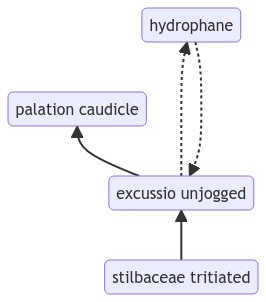 hydrophane
palation caudicle
excussio unjogged
stilbaceae tritiated